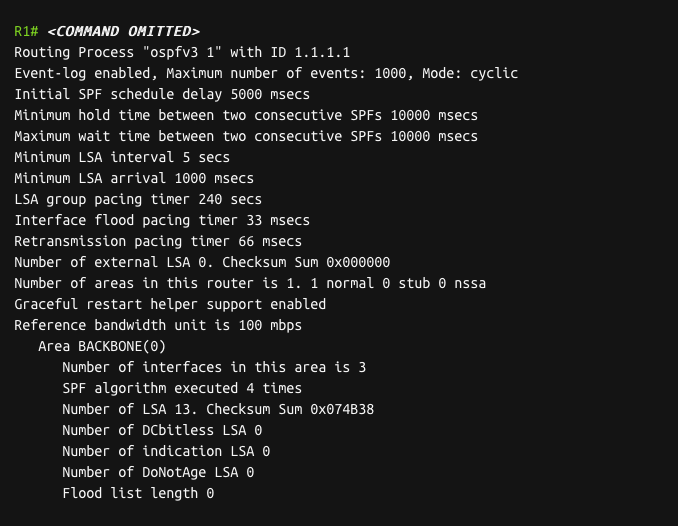 R1# <COMMAND OMITTED>
Routing Process "ospfv3 1" with ID 1.1.1.1
Event-log enabled, Maximum number of events: 1000, Mode: cyclic
Initial SPF schedule delay 5000 msecs
Minimum hold time between two consecutive SPFs 10000 msecs
Maximum wait time between two consecutive SPFs 10000 msecs
Minimum LSA interval 5 secs
Minimum LSA arrival 1000 msecs
LSA group pacing timer 240 secs
Interface flood pacing timer 33 msecs
Retransmission pacing timer 66 msecs
Number of external LSA 0. Checksum Sum 0x000000
Number of areas in this router is 1. 1 normal 0 stub 0 nssa
Graceful restart helper support enabled
Reference bandwidth unit is 100 mbps
   Area BACKBONE(0)
      Number of interfaces in this area is 3
      SPF algorithm executed 4 times
      Number of LSA 13. Checksum Sum 0x074B38
      Number of DCbitless LSA 0
      Number of indication LSA 0
      Number of DoNotAge LSA 0
      Flood list length 0